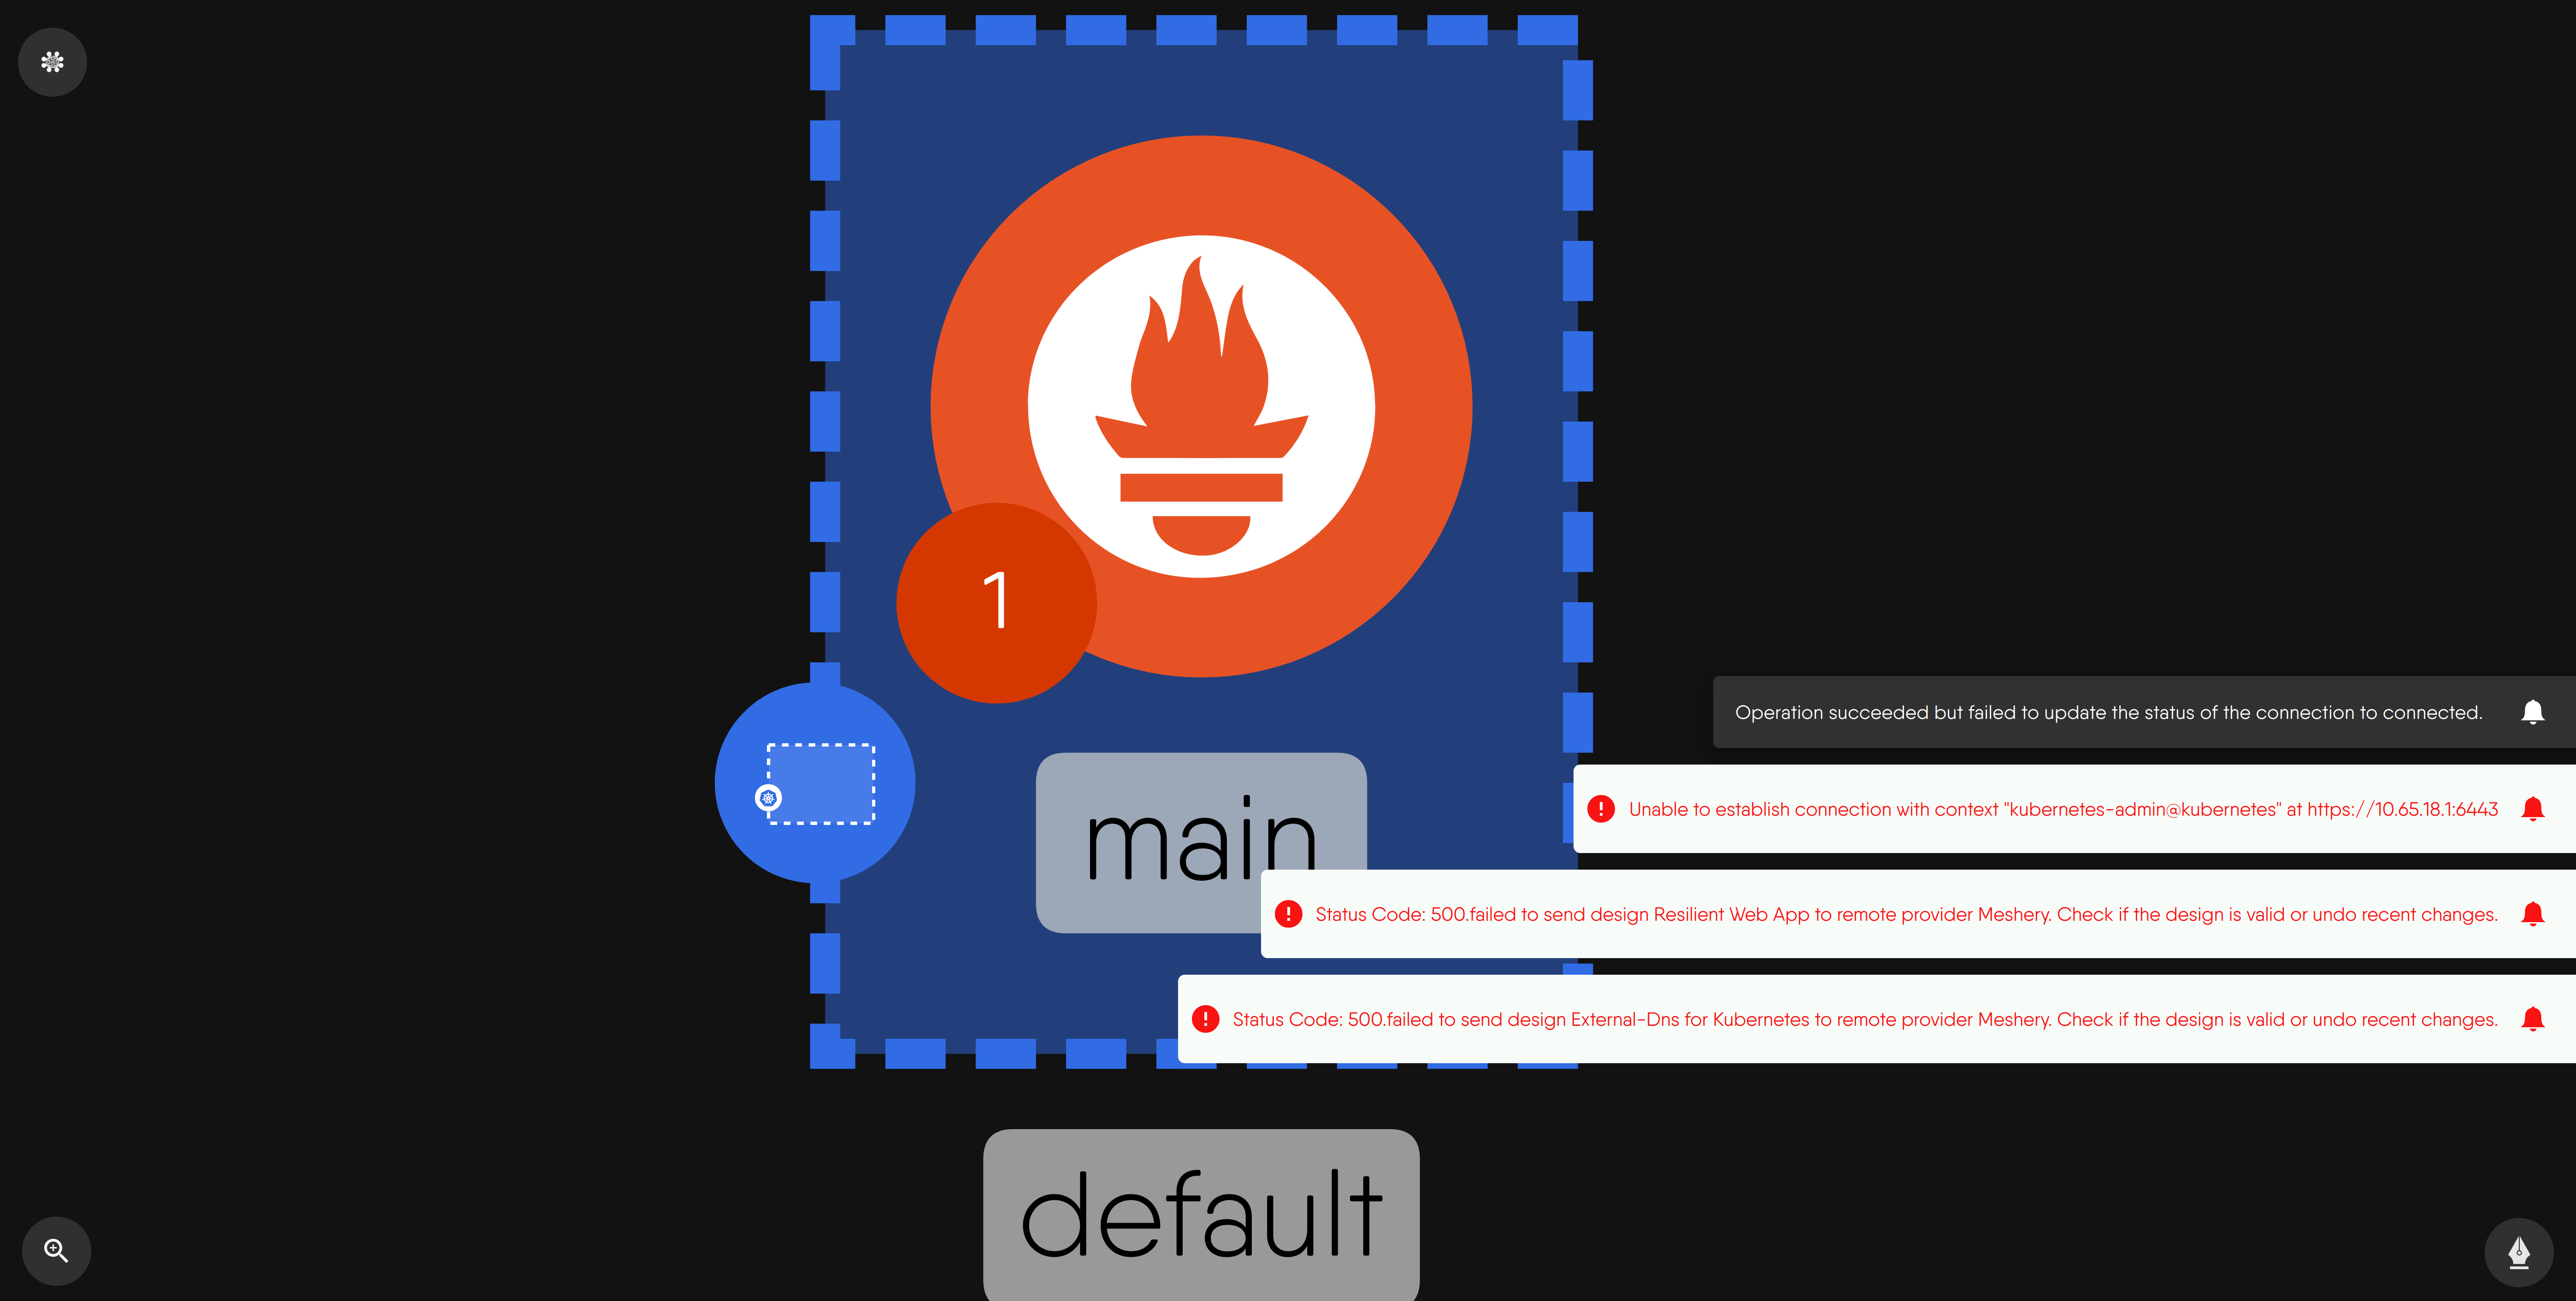 1
Operation succeeded but failed to update the status of the connection to connected.
Unable to establish connection with context "kubernetes-admin@kubernetes" at https://10.65.18.1:6443
main
Status Code: 500.failed to send design Resilient Web App to remote provider Meshery. Check if the design is valid or undo recent changes.
Status Code: 500.failed to send design External-Dns for Kubernetes to remote provider Meshery. Check if the design is valid or undo recent changes.
default